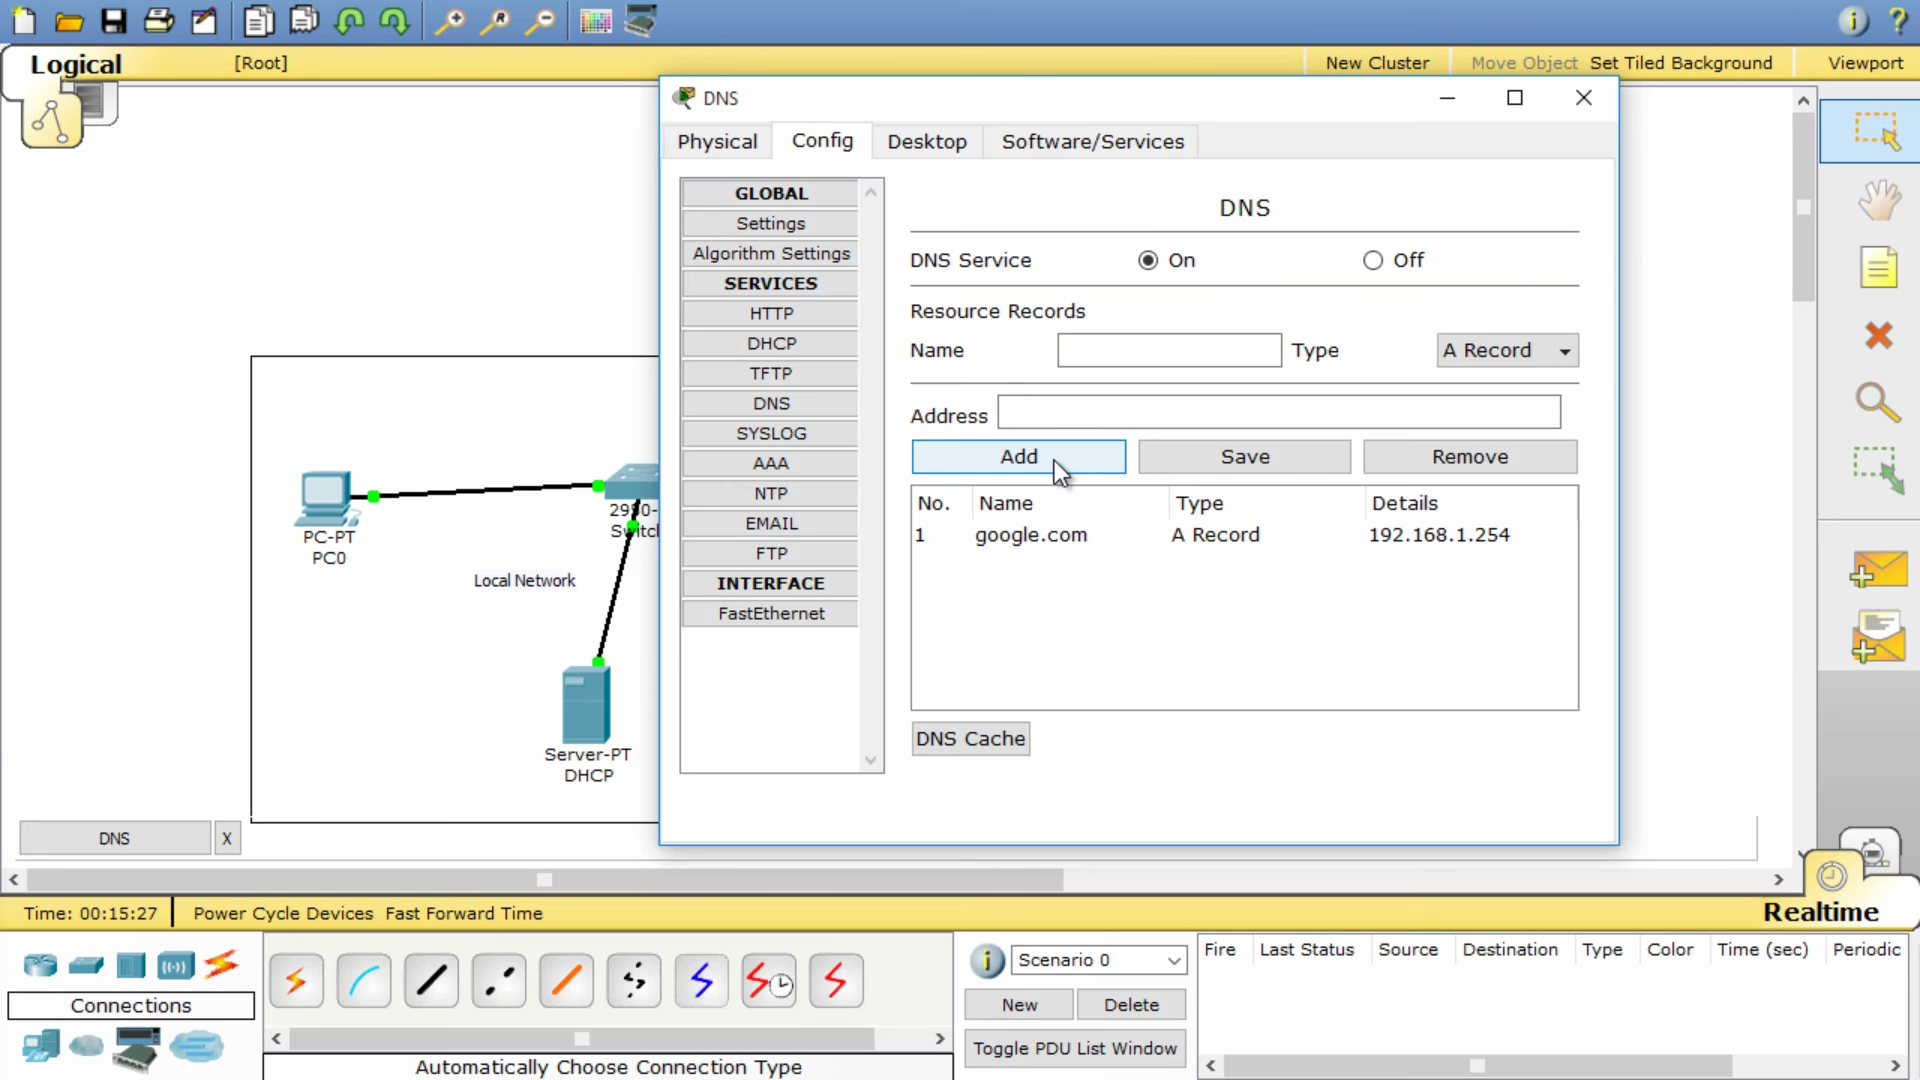 Logical
[Root]
New Cluster
Move Object
Set Tiled Background
Viewport
DNS
Physical
Config
Desktop
Software/Services
GLOBAL
Settings
Algorithm Settings
SERVICES
HTTP
DHCP
TFTP
DNS
SYSLOG
AAA
NTP
EMAIL
FTP
INTERFACE
FastEthernet
DNS
DNS Service
On
Off
Resource Records
Name
Type
A Record
Address
Add
Save
Remove
No. Name Type Details
1 google.com A Record 192.168.1.254
DNS Cache
PC-PT
PC0
Local Network
Server-PT
DHCP
DNS
X
Time: 00:15:27
Power Cycle Devices Fast Forward Time
Realtime
Connections
Automatically Choose Connection Type
Scenario 0
New
Delete
Toggle PDU List Window
Fire Last Status Source Destination Type Color Time (sec) Periodic